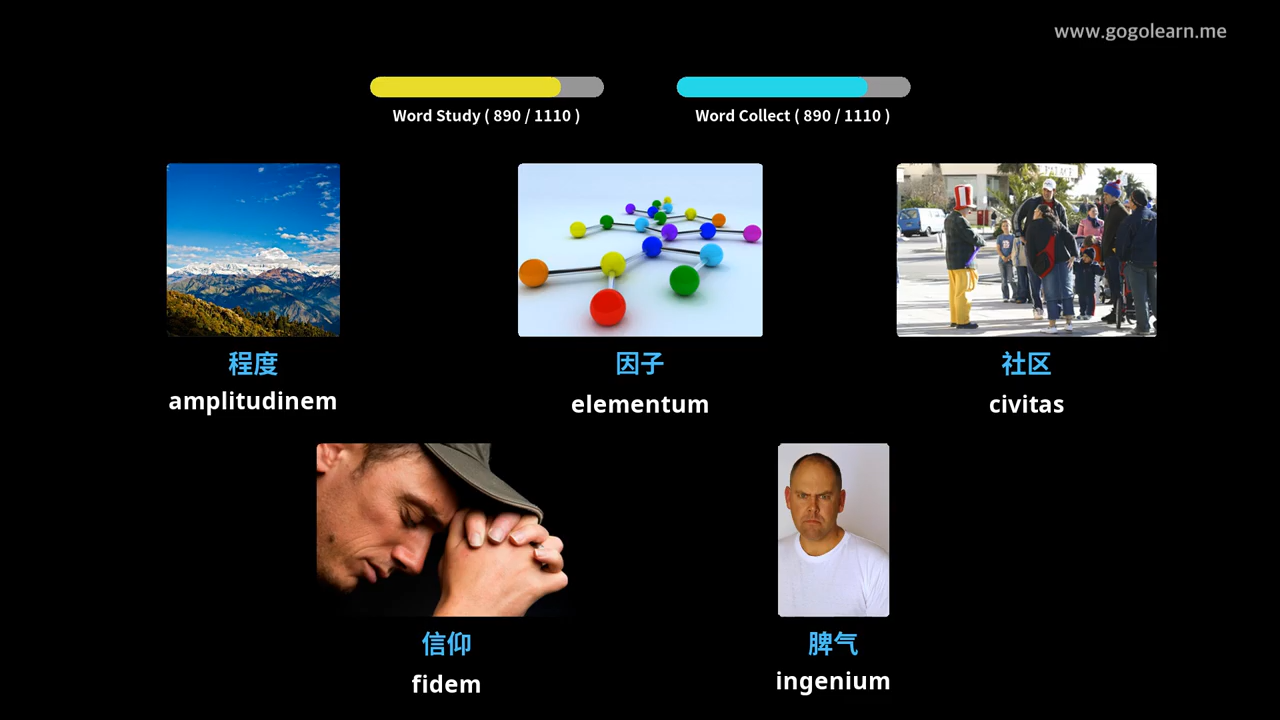 www.gogolearn.me
Word Study ( 890 / 1110 )
Word Collect ( 890 / 1110 )
程度
amplitudinem
因子
elementum
社区
civitas
信仰
fidem
脾气
ingenium